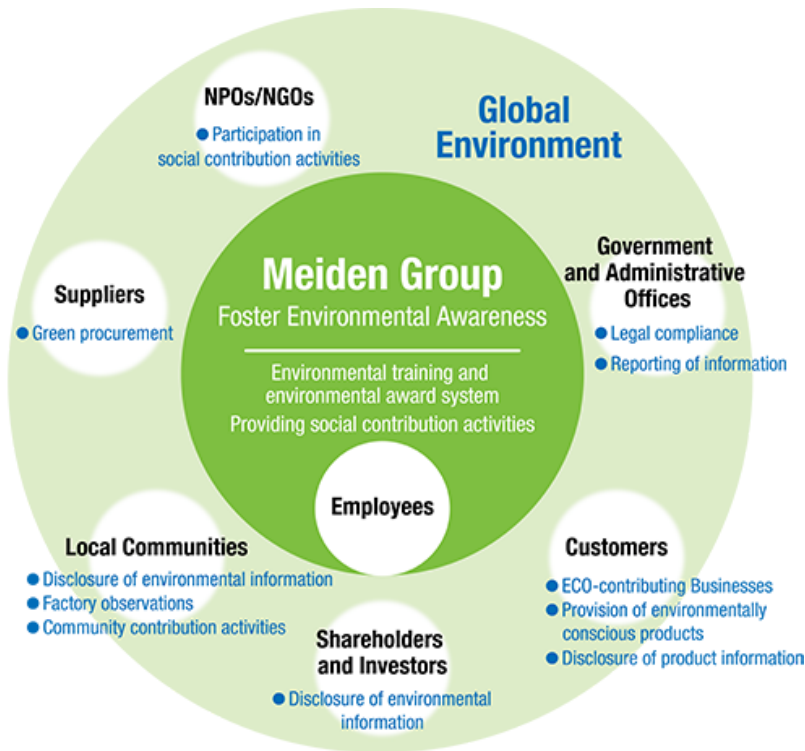 NPOs/NGOs
● Participation in
social contribution activities
Global
Environment
Suppliers
● Green procurement
Meiden Group
Foster Environmental Awareness
Environmental training and
environmental award system
Providing social contribution activities
Employees
Government
and Administrative
Offices
● Legal compliance
● Reporting of information
Local Communities
● Disclosure of environmental information
● Factory observations
● Community contribution activities
Shareholders
and Investors
● Disclosure of environmental
information
Customers
● ECO-contributing Businesses
● Provision of environmentally
conscious products
● Disclosure of product information